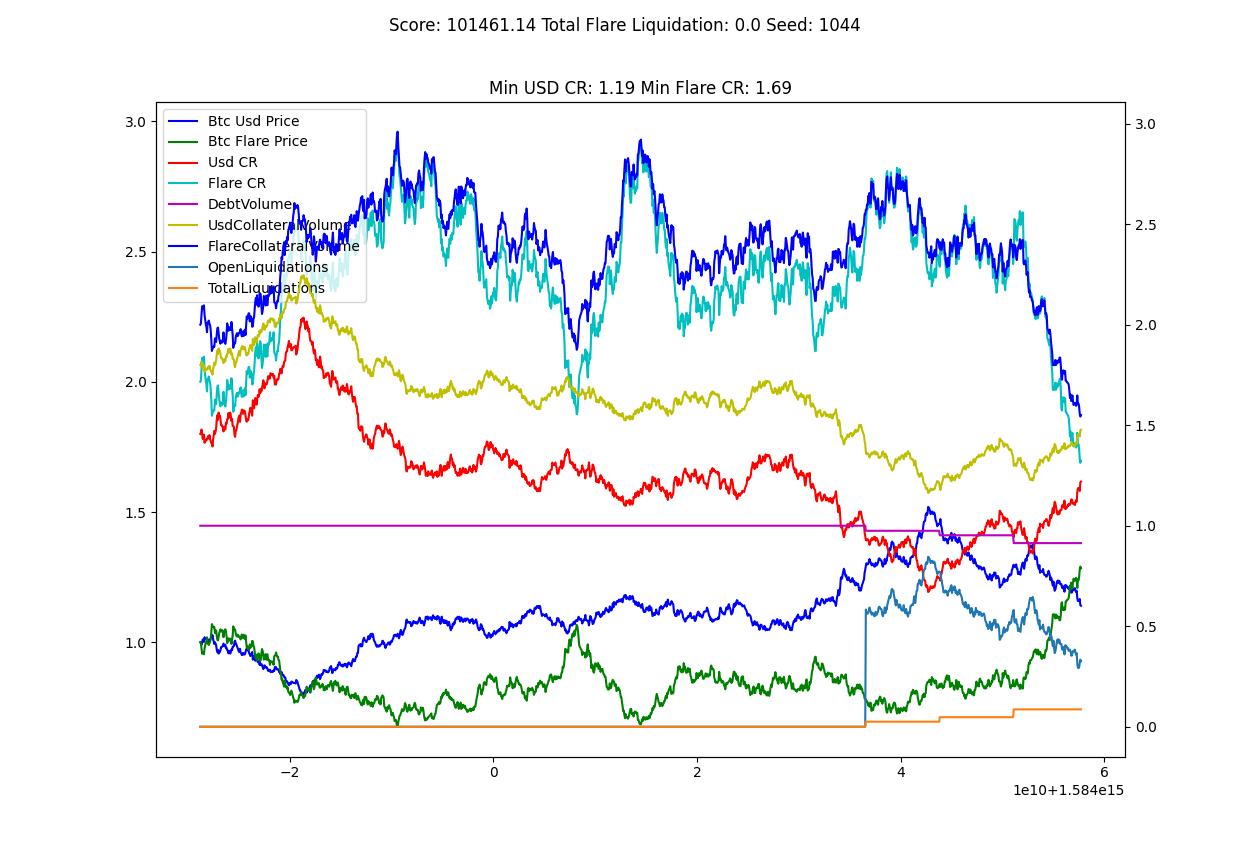 Score: 101461.14 Total Flare Liquidation: 0.0 Seed: 1044
Min USD CR: 1.19 Min Flare CR: 1.69
Btc Usd Price
Btc Flare Price
Usd CR
Flare CR
DebtVolume
UsdCollateralVolume
FlareCollateralVolume
OpenLiquidations
TotalLiquidations
3.0
2.5
2.0
1.5
1.0
3.0
2.5
2.0
1.5
1.0
0.5
0.0
−2 0 2 4 6
1e10+1.584e15